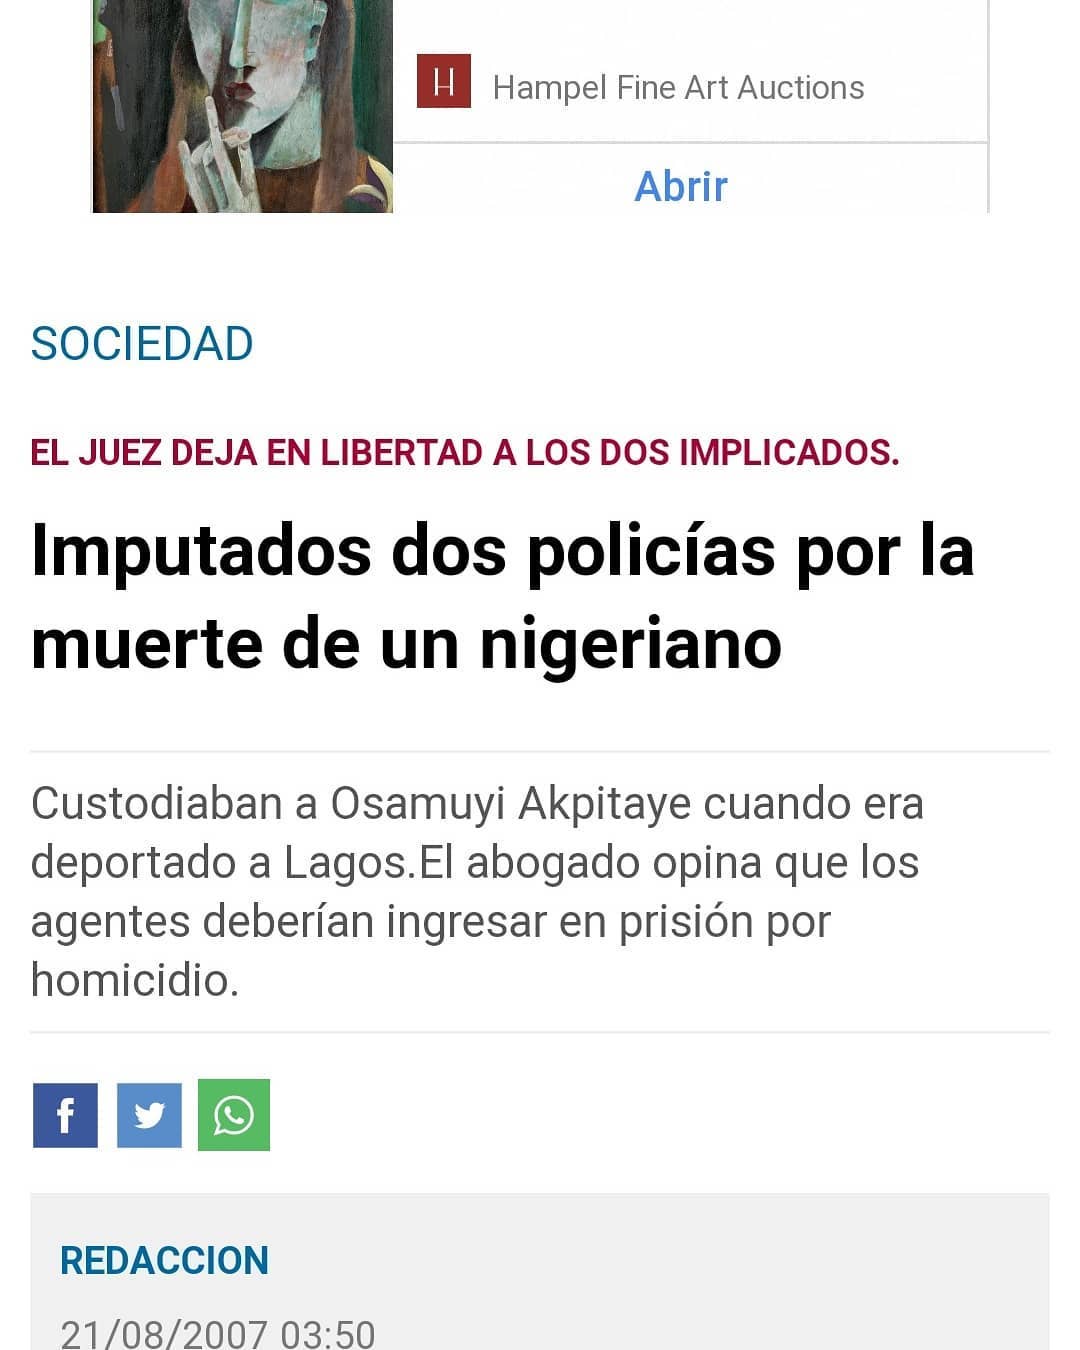 H
Hampel Fine Art Auctions
Abrir
SOCIEDAD
EL JUEZ DEJA EN LIBERTAD A LOS DOS IMPLICADOS.
Imputados dos policías por la
muerte de un nigeriano
Custodiaban a Osamuyi Akpitaye cuando era
deportado a Lagos.El abogado opina que los
agentes deberían ingresar en prisión por
homicidio.
f
REDACCION
21/08/2007 03:50